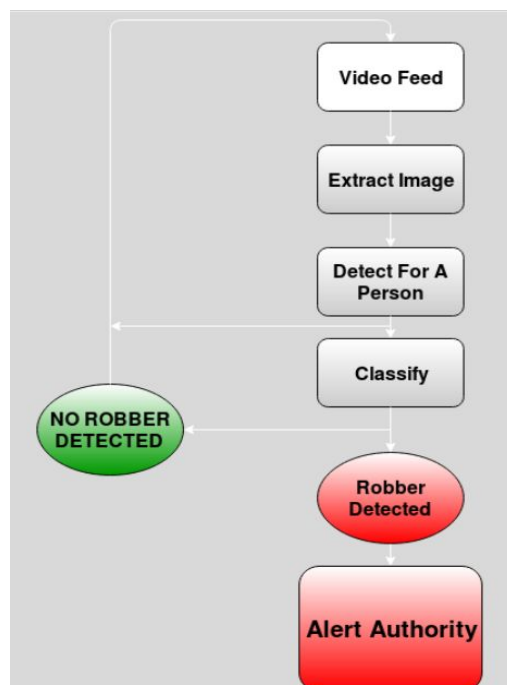 Video Feed
Extract Image
Detect For A
Person
Classify
NO ROBBER
DETECTED
Robber
Detected
Alert Authority